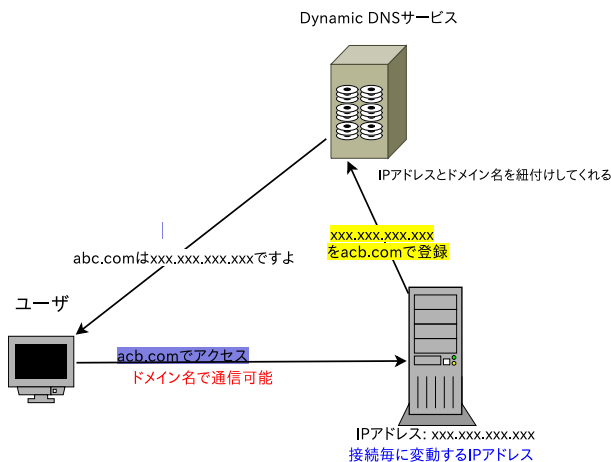 Dynamic DNSサービス
IPアドレスとドメイン名を紐付けしてくれる
xxx.xxx.xxx.xxx
をacb.comで登録
abc.comはxxx.xxx.xxx.xxxですよ
ユーザ
acb.comでアクセス
ドメイン名で通信可能
IPアドレス: xxx.xxx.xxx.xxx
接続毎に変動するIPアドレス